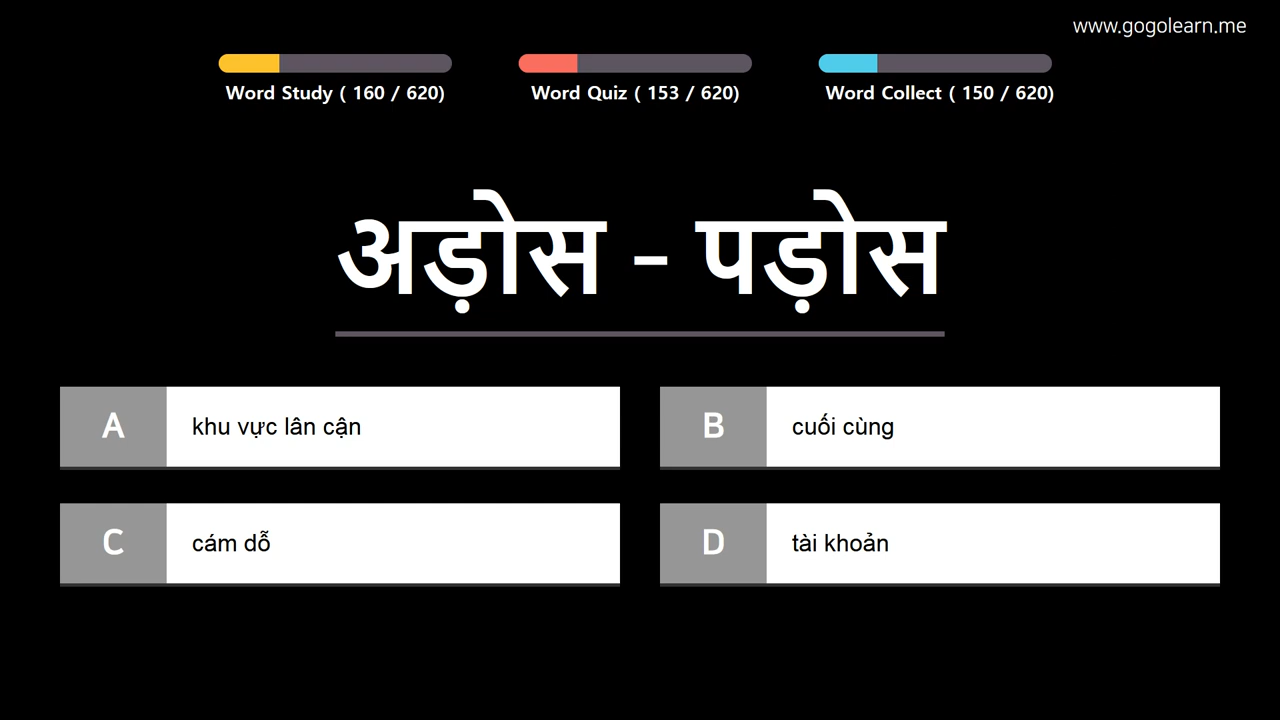 www.gogolearn.me
Word Study ( 160 / 620)
Word Quiz ( 153 / 620)
Word Collect ( 150 / 620)
अड़ोस - पड़ोस
A khu vực lân cận
B cuối cùng
C cám dỗ
D tài khoản